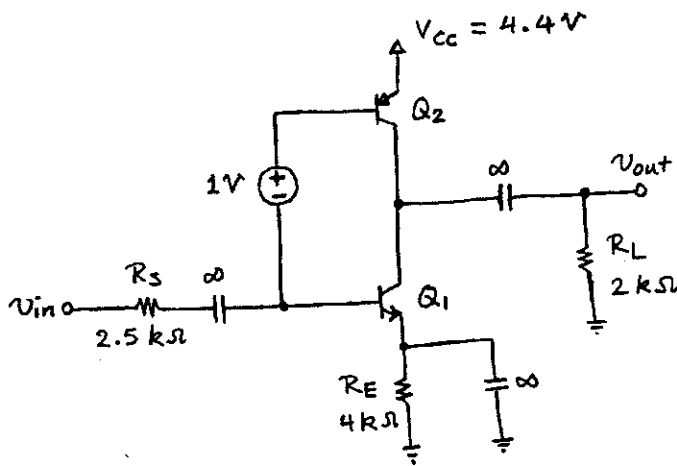 Vcc = 4.4V
Q2
1V
∞
vout
RS
∞
RL
vin
Q1
2.5 kΩ
2 kΩ
RE
∞
4kΩ
+
-